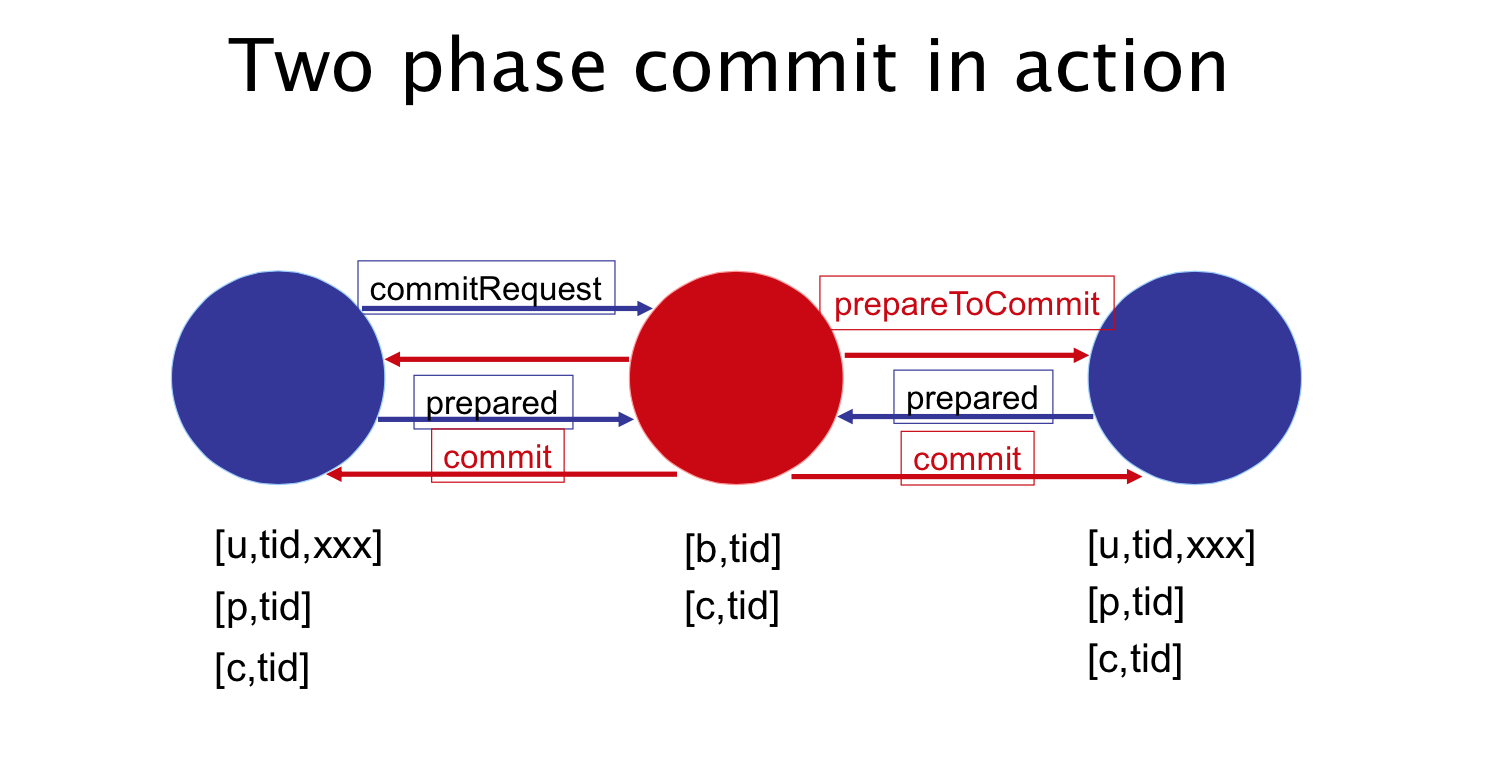 Two phase commit in action
commitRequest
prepareToCommit
prepared
prepared
commit
commit
[u,tid,xxx]
[p,tid]
[c,tid]
[b,tid]
[c,tid]
[u,tid,xxx]
[p,tid]
[c,tid]